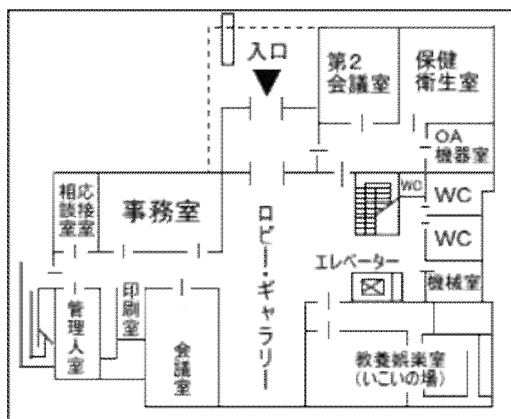 入口
第2
会議室
保健
衛生室
OA
機器室
応接室
相談室
事務室
WC
WC
WC
ロビー・ギャラリー
エレベーター
機械室
管理人室
印刷室
会議室
教養娯楽室
(いこいの場)